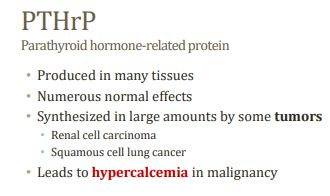 PTHrP
Parathyroid hormone-related protein
• Produced in many tissues
• Numerous normal effects
• Synthesized in large amounts by some tumors
• Renal cell carcinoma
• Squamous cell lung cancer
• Leads to hypercalcemia in malignancy